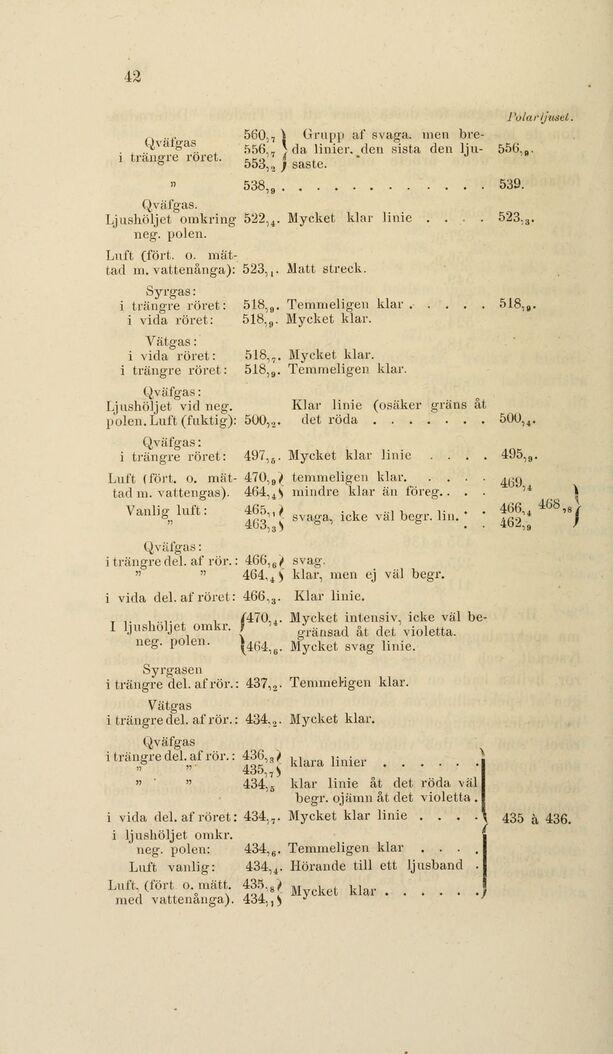 42
Polarljuset.
560,₇ } Grupp af svaga, men bre-
Qväfgas
i trängre röret. 556,₇ } da linier, den sista den lju- 556,₉.
553,₂ } saste.
” 538,₉ . . . . . . . . . . . . 539.
Qväfgas.
Ljushöljet omkring 522,₄. Mycket klar linie . . . . 523,₃.
neg. polen.
Luft (fört. o. mät-
tad m. vattenånga): 523,₁. Matt streck.
Syrgas:
i trängre röret: 518,₉. Temmeligen klar . . . . . 518,₉.
i vida röret: 518,₉. Mycket klar.
Vätgas:
i vida röret: 518,₇. Mycket klar.
i trängre röret: 518,₉. Temmeligen klar.
Qväfgas:
Ljushöljet vid neg. Klar linie (osäker gräns åt
polen. Luft (fuktig): 500,₂. det röda . . . . . . . 500,₄.
Qväfgas:
i trängre röret: 497,₅. Mycket klar linie . . . . 495,₉.
Luft (fört. o. mät- 470,₉ } temmeligen klar. . . . . 469,₄
tad m. vattengas). 464,₄ } mindre klar än föreg. . . .
Vanlig luft: 465,₁ } svaga, icke väl begr. lin. . . 466,₄ 468,₈ }
” 463,₃ } 462,₉
Qväfgas:
i trängre del. af rör.: 466,₆ } svag.
” ” 464,₄ } klar, men ej väl begr.
i vida del. af röret: 466,₃. Klar linie.
I ljushöljet omkr. { 470,₄. Mycket intensiv, icke väl be-
gränsad åt det violetta.
neg. polen. { 464,₆. Mycket svag linie.
Syrgasen
i trängre del. af rör.: 437,₂. Temmeligen klar.
Vätgas
i trängre del. af rör.: 434,₂. Mycket klar.
Qväfgas
i trängre del. af rör.: 436,₃ } klara linier . . . . . .
” ” 435,₇ }
” ” 434,₅ klar linie åt det röda väl
begr. ojämn åt det violetta .
i vida del. af röret: 434,₇. Mycket klar linie . . . . } 435 à 436.
i ljushöljet omkr.
neg. polen: 434,₆. Temmeligen klar . . . .
Luft vanlig: 434,₄. Hörande till ett ljusband .
Luft, (fört o. mätt. 435,₈ } Mycket klar . . . . . .
med vattenånga). 434,₁ }